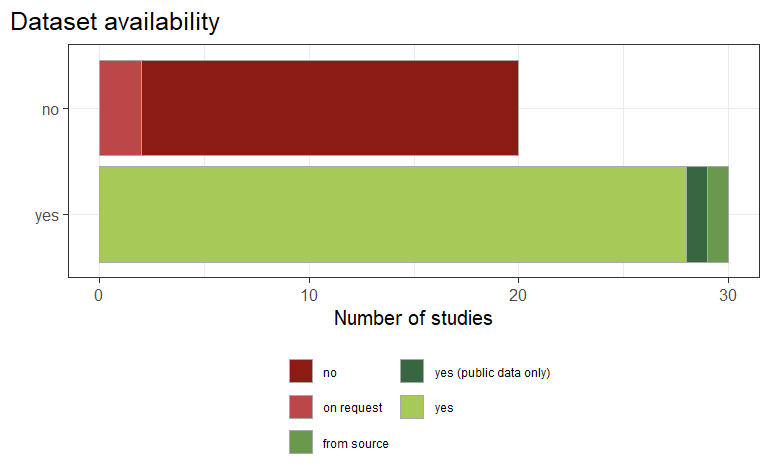 Dataset availability
no
yes
0 10 20 30
Number of studies
no yes (public data only)
on request yes
from source